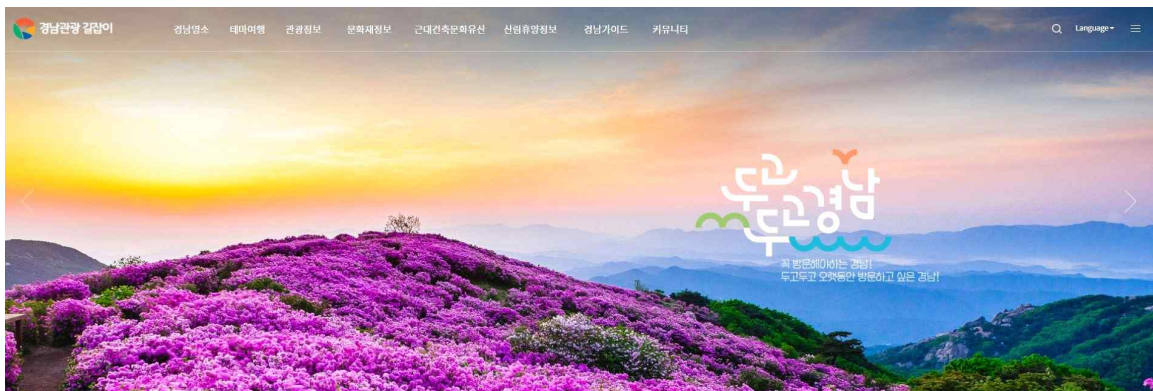 경남관광 길잡이
경남명소 테마여행 관광정보 문화재정보 근대건축문화유산 산림휴양정보 경남가이드 커뮤니티
Language
두고
두고경남
꼭 방문해야하는 경남!
두고두고 오랫동안 방문하고 싶은 경남!